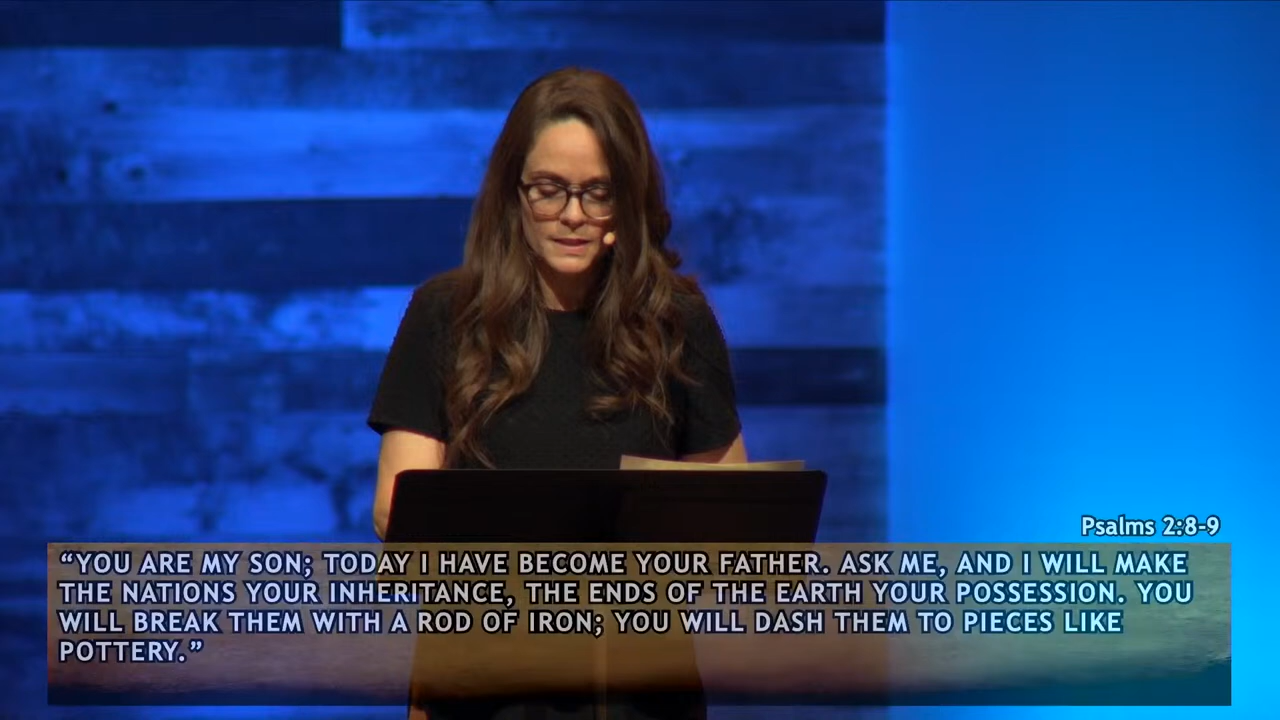 Psalms 2:8-9
“YOU ARE MY SON; TODAY I HAVE BECOME YOUR FATHER. ASK ME, AND I WILL MAKE
THE NATIONS YOUR INHERITANCE, THE ENDS OF THE EARTH YOUR POSSESSION. YOU
WILL BREAK THEM WITH A ROD OF IRON; YOU WILL DASH THEM TO PIECES LIKE
POTTERY.”